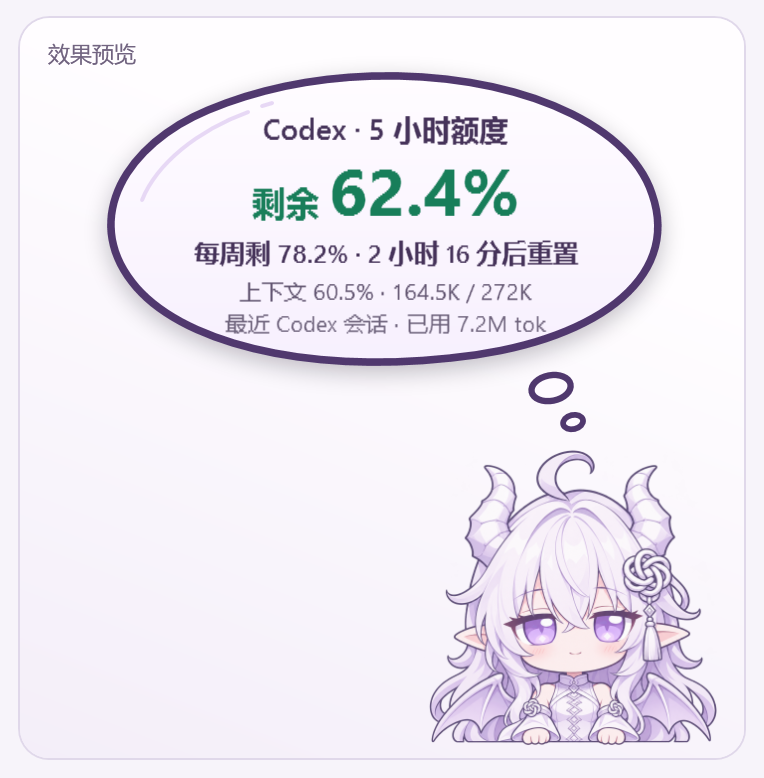 效果预览
Codex · 5 小时额度
剩余 62.4%
每周剩 78.2% · 2 小时 16 分后重置
上下文 60.5% · 164.5K / 272K
最近 Codex 会话 · 已用 7.2M tok